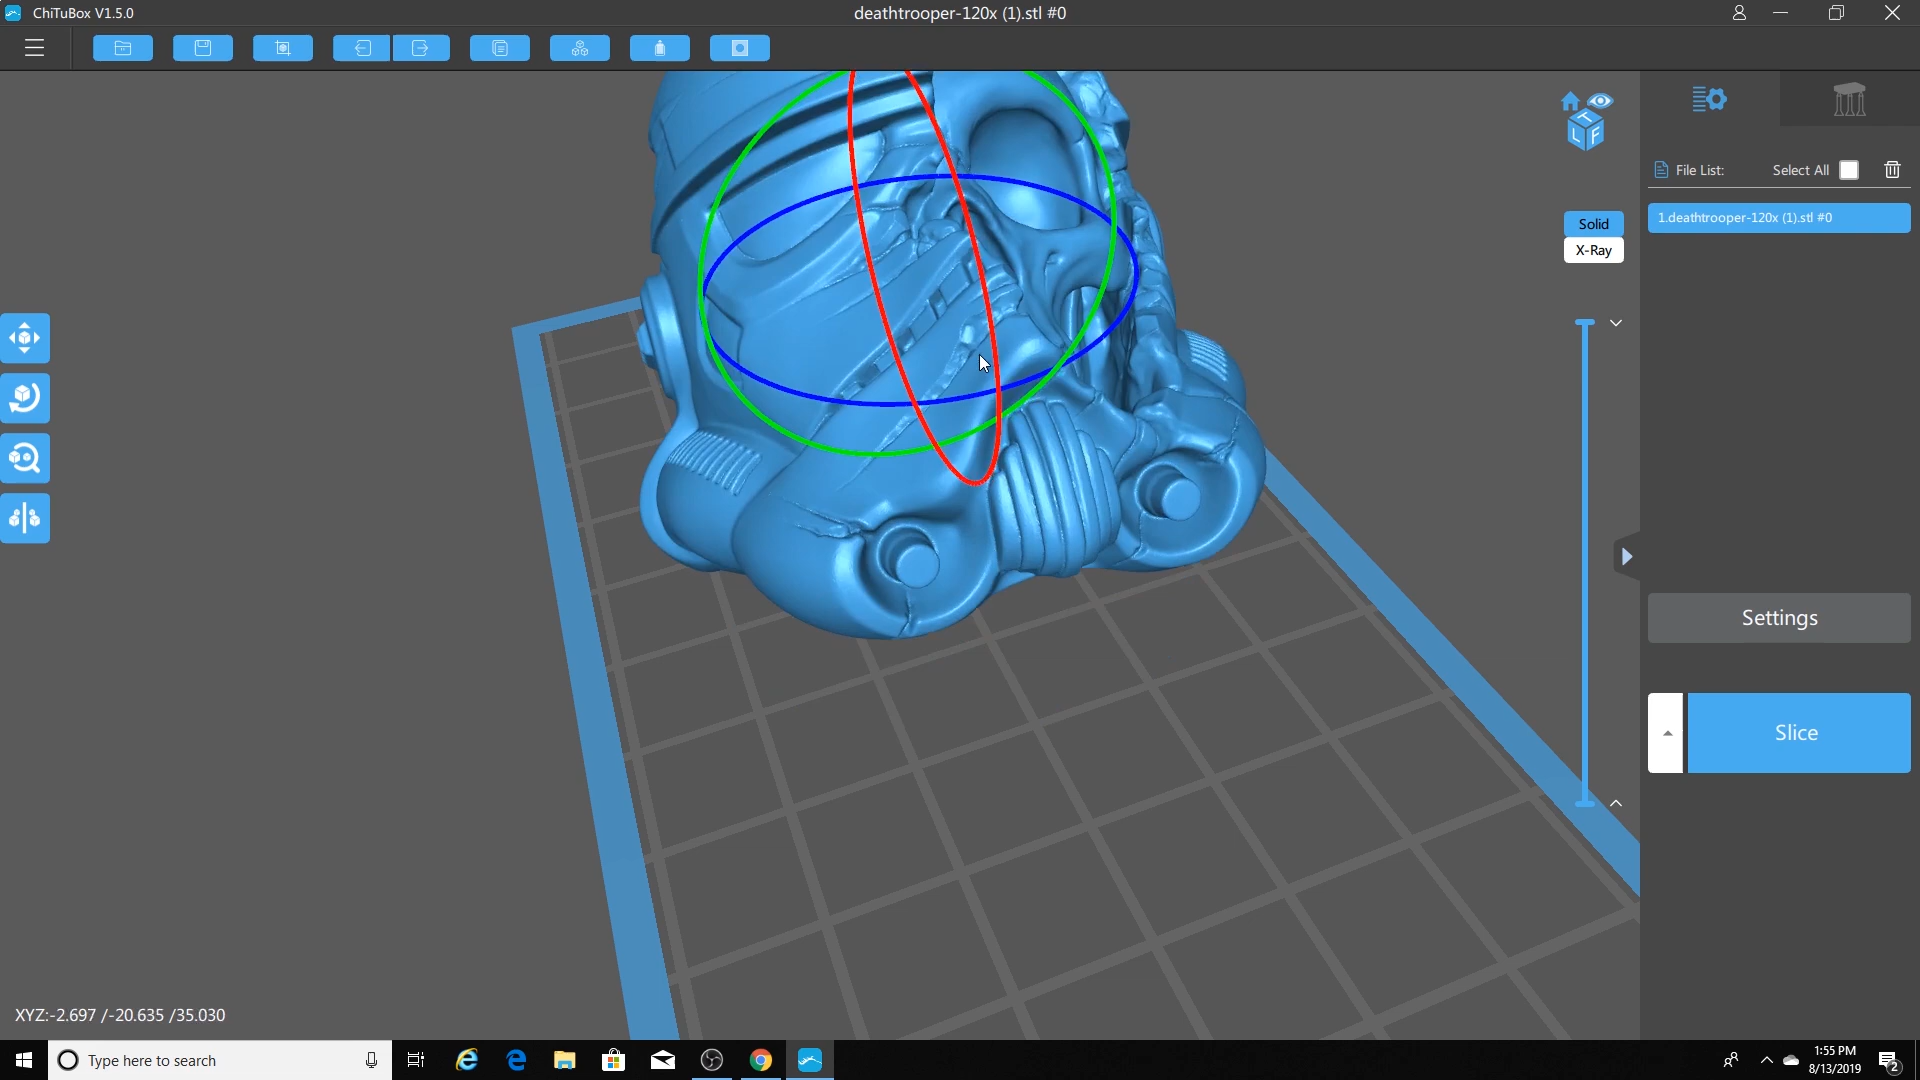 ChiTuBox V1.5.0
deathtrooper-120x (1).stl #0
T
L F
File List:
Select All
1.deathtrooper-120x (1).stl #0
Solid
X-Ray
Settings
Slice
XYZ:-2.697 /-20.635 /35.030
Type here to search
1:55 PM
8/13/2019
2